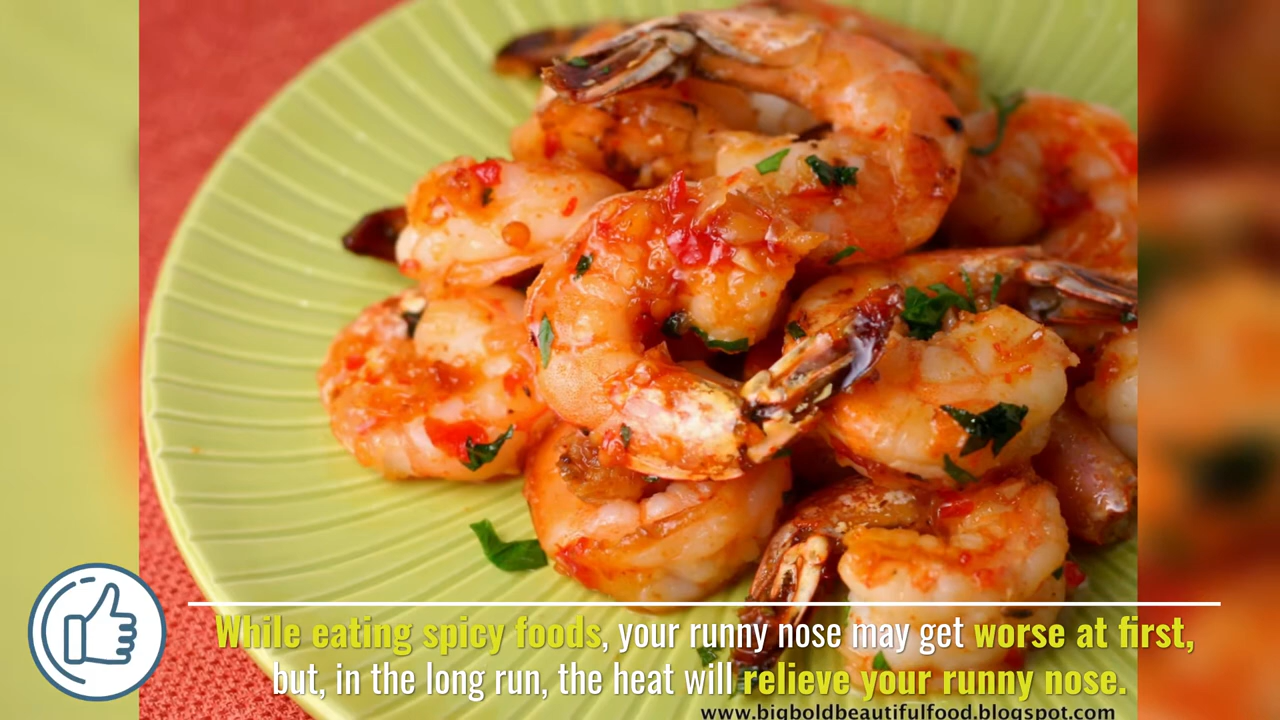 While eating spicy foods, your runny nose may get worse at first,
but, in the long run, the heat will relieve your runny nose.
www.bigboldbeautifulfood.blogspot.com